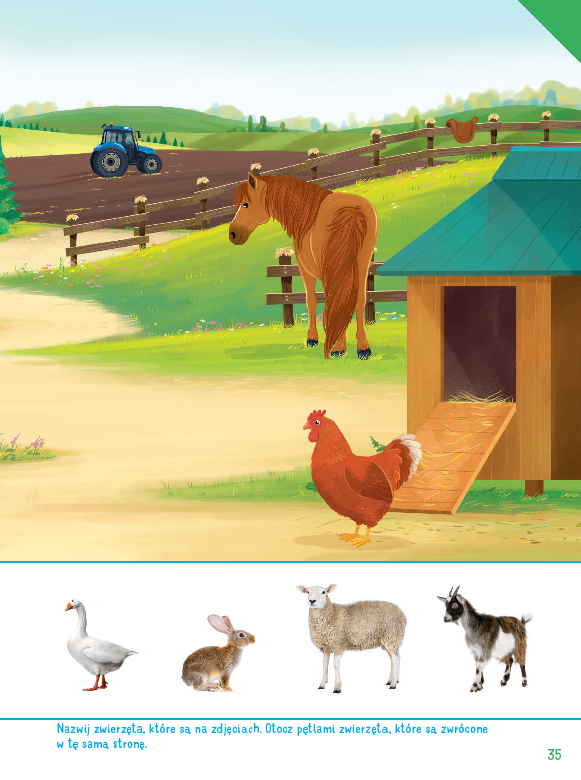 Nazwij zwierzęta, które są na zdjęciach. Otocz pętlami zwierzęta, które są zwrócone
w tę samą stronę.
35